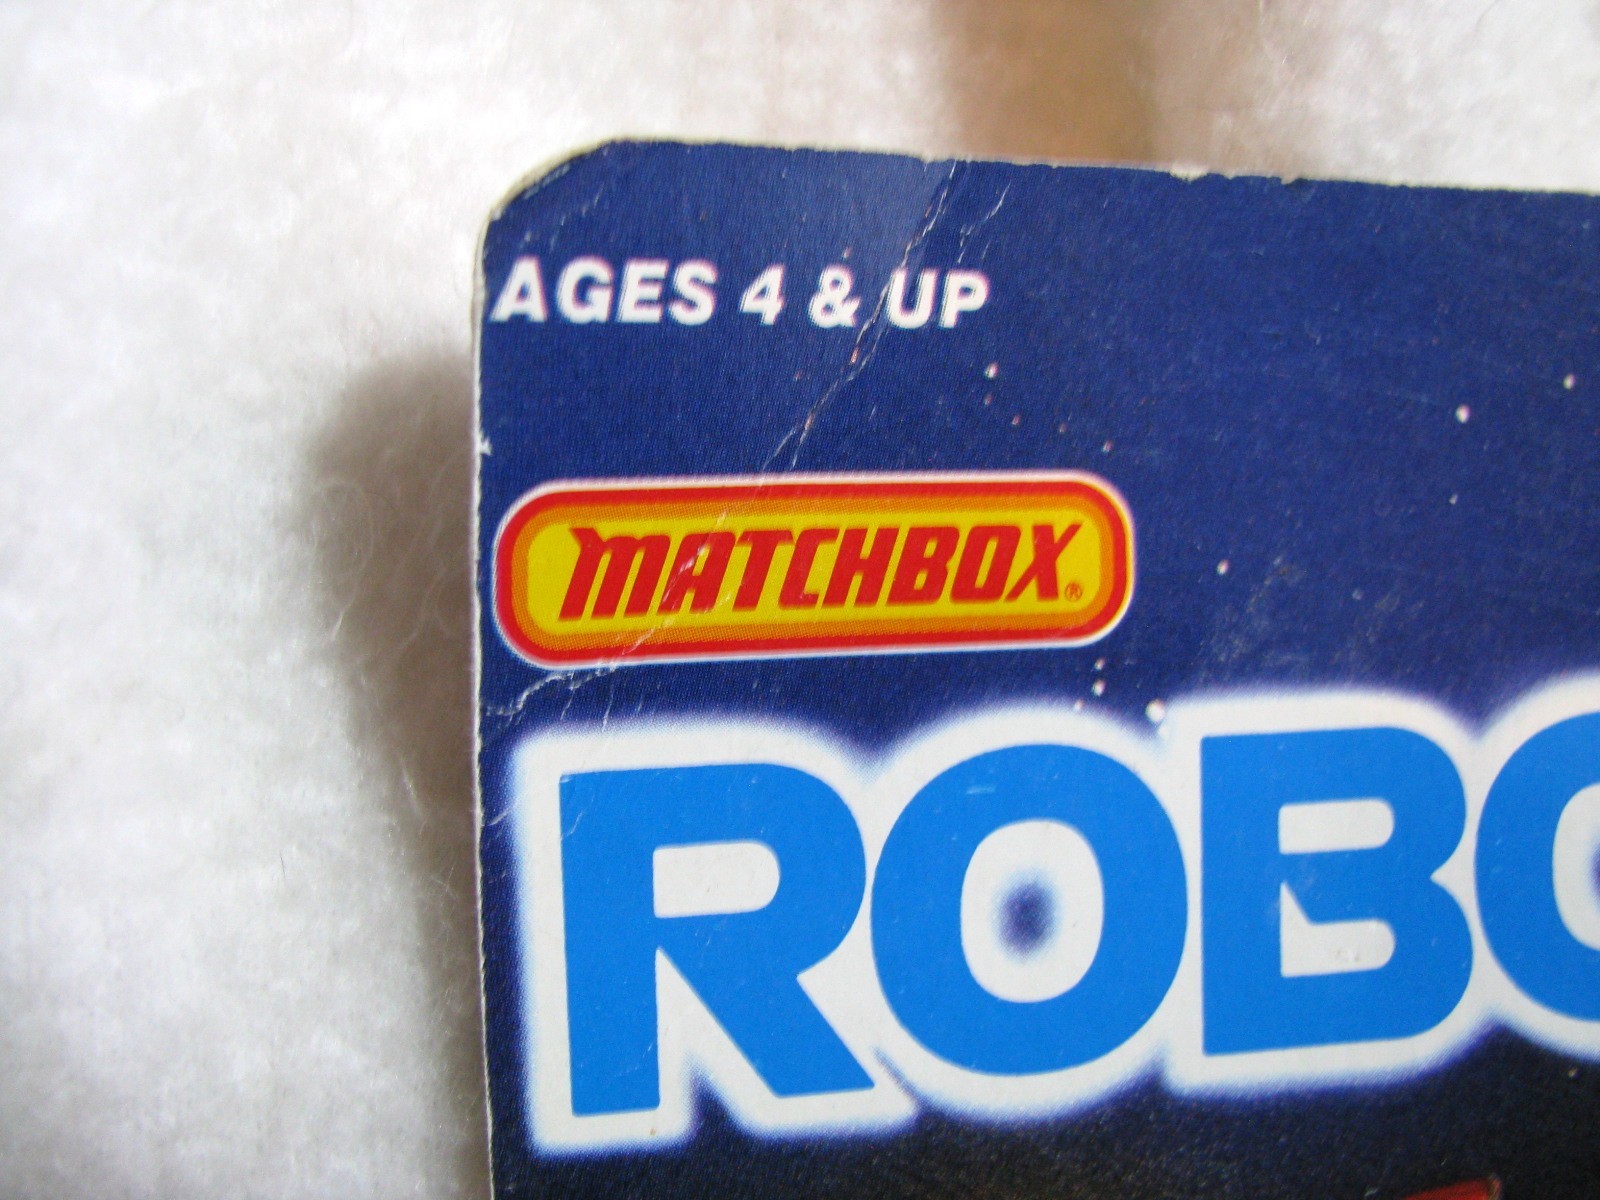 AGES 4 & UP
MATCHBOX®
ROBO